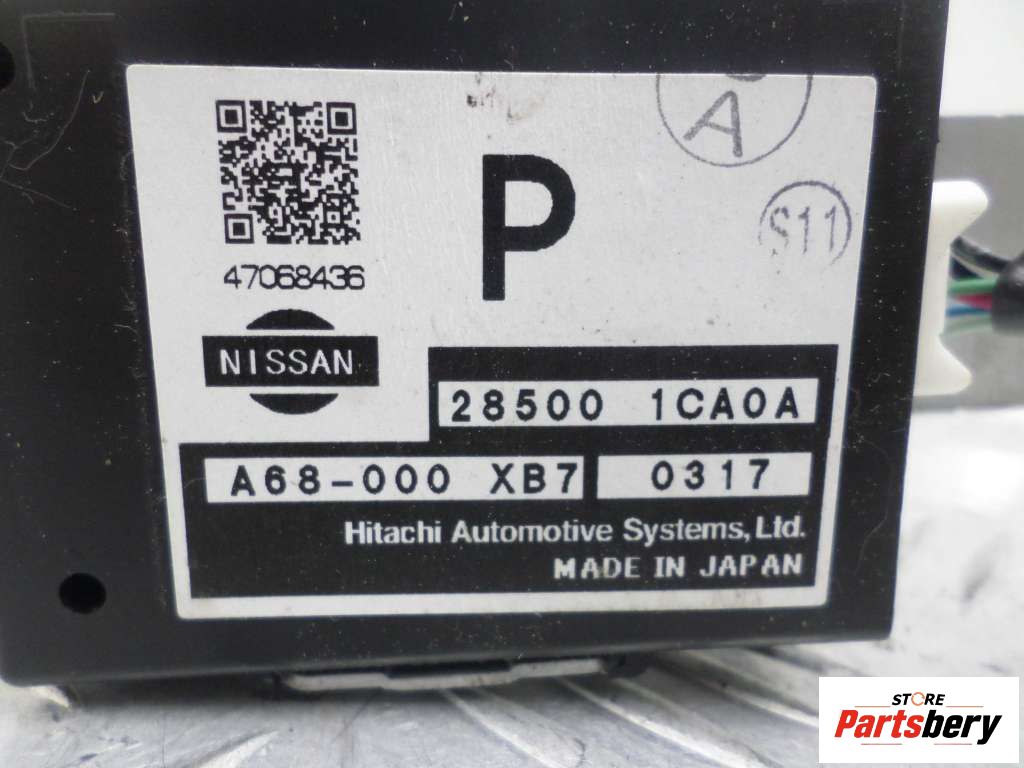 A
P
S11
47068436
NISSAN
28500 1CA0A
A68-000 XB7 0317
Hitachi Automotive Systems, Ltd.
MADE IN JAPAN
STORE
Partsbery